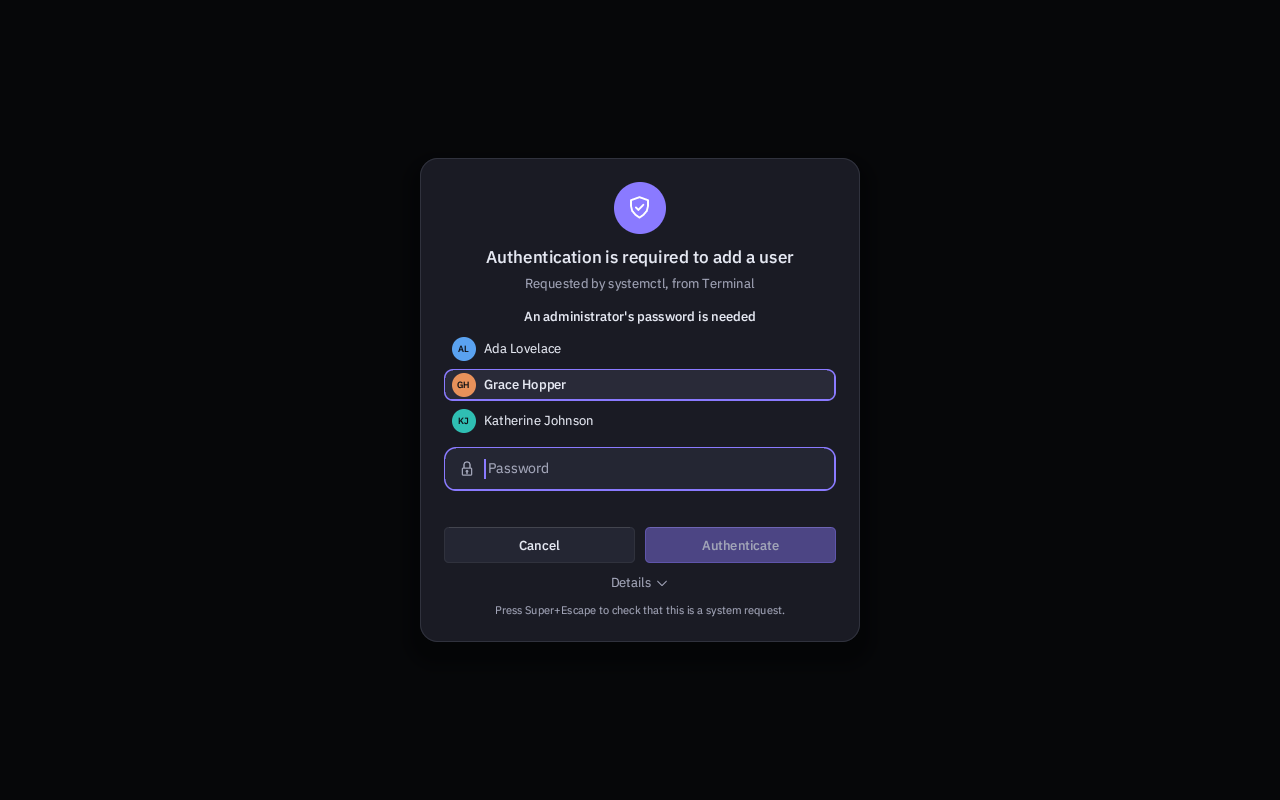 Authentication is required to add a user
Requested by systemctl, from Terminal
An administrator's password is needed
AL Ada Lovelace
GH Grace Hopper
KJ Katherine Johnson
Password
Cancel Authenticate
Details
Press Super+Escape to check that this is a system request.